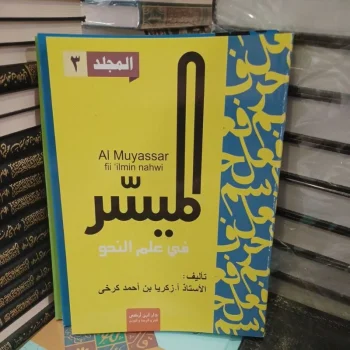 المجلد ٣
Al Muyassar
fii 'ilmin nahwi
الميسّر
في علم النحو
تأليف :
الأستاذ أ. زكريا بن أحمد كرخي